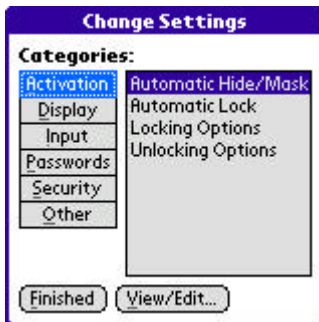 Change Settings
Categories:
Activation
Display
Input
Passwords
Security
Other
Automatic Hide/Mask
Automatic Lock
Locking Options
Unlocking Options
Finished
View/Edit...